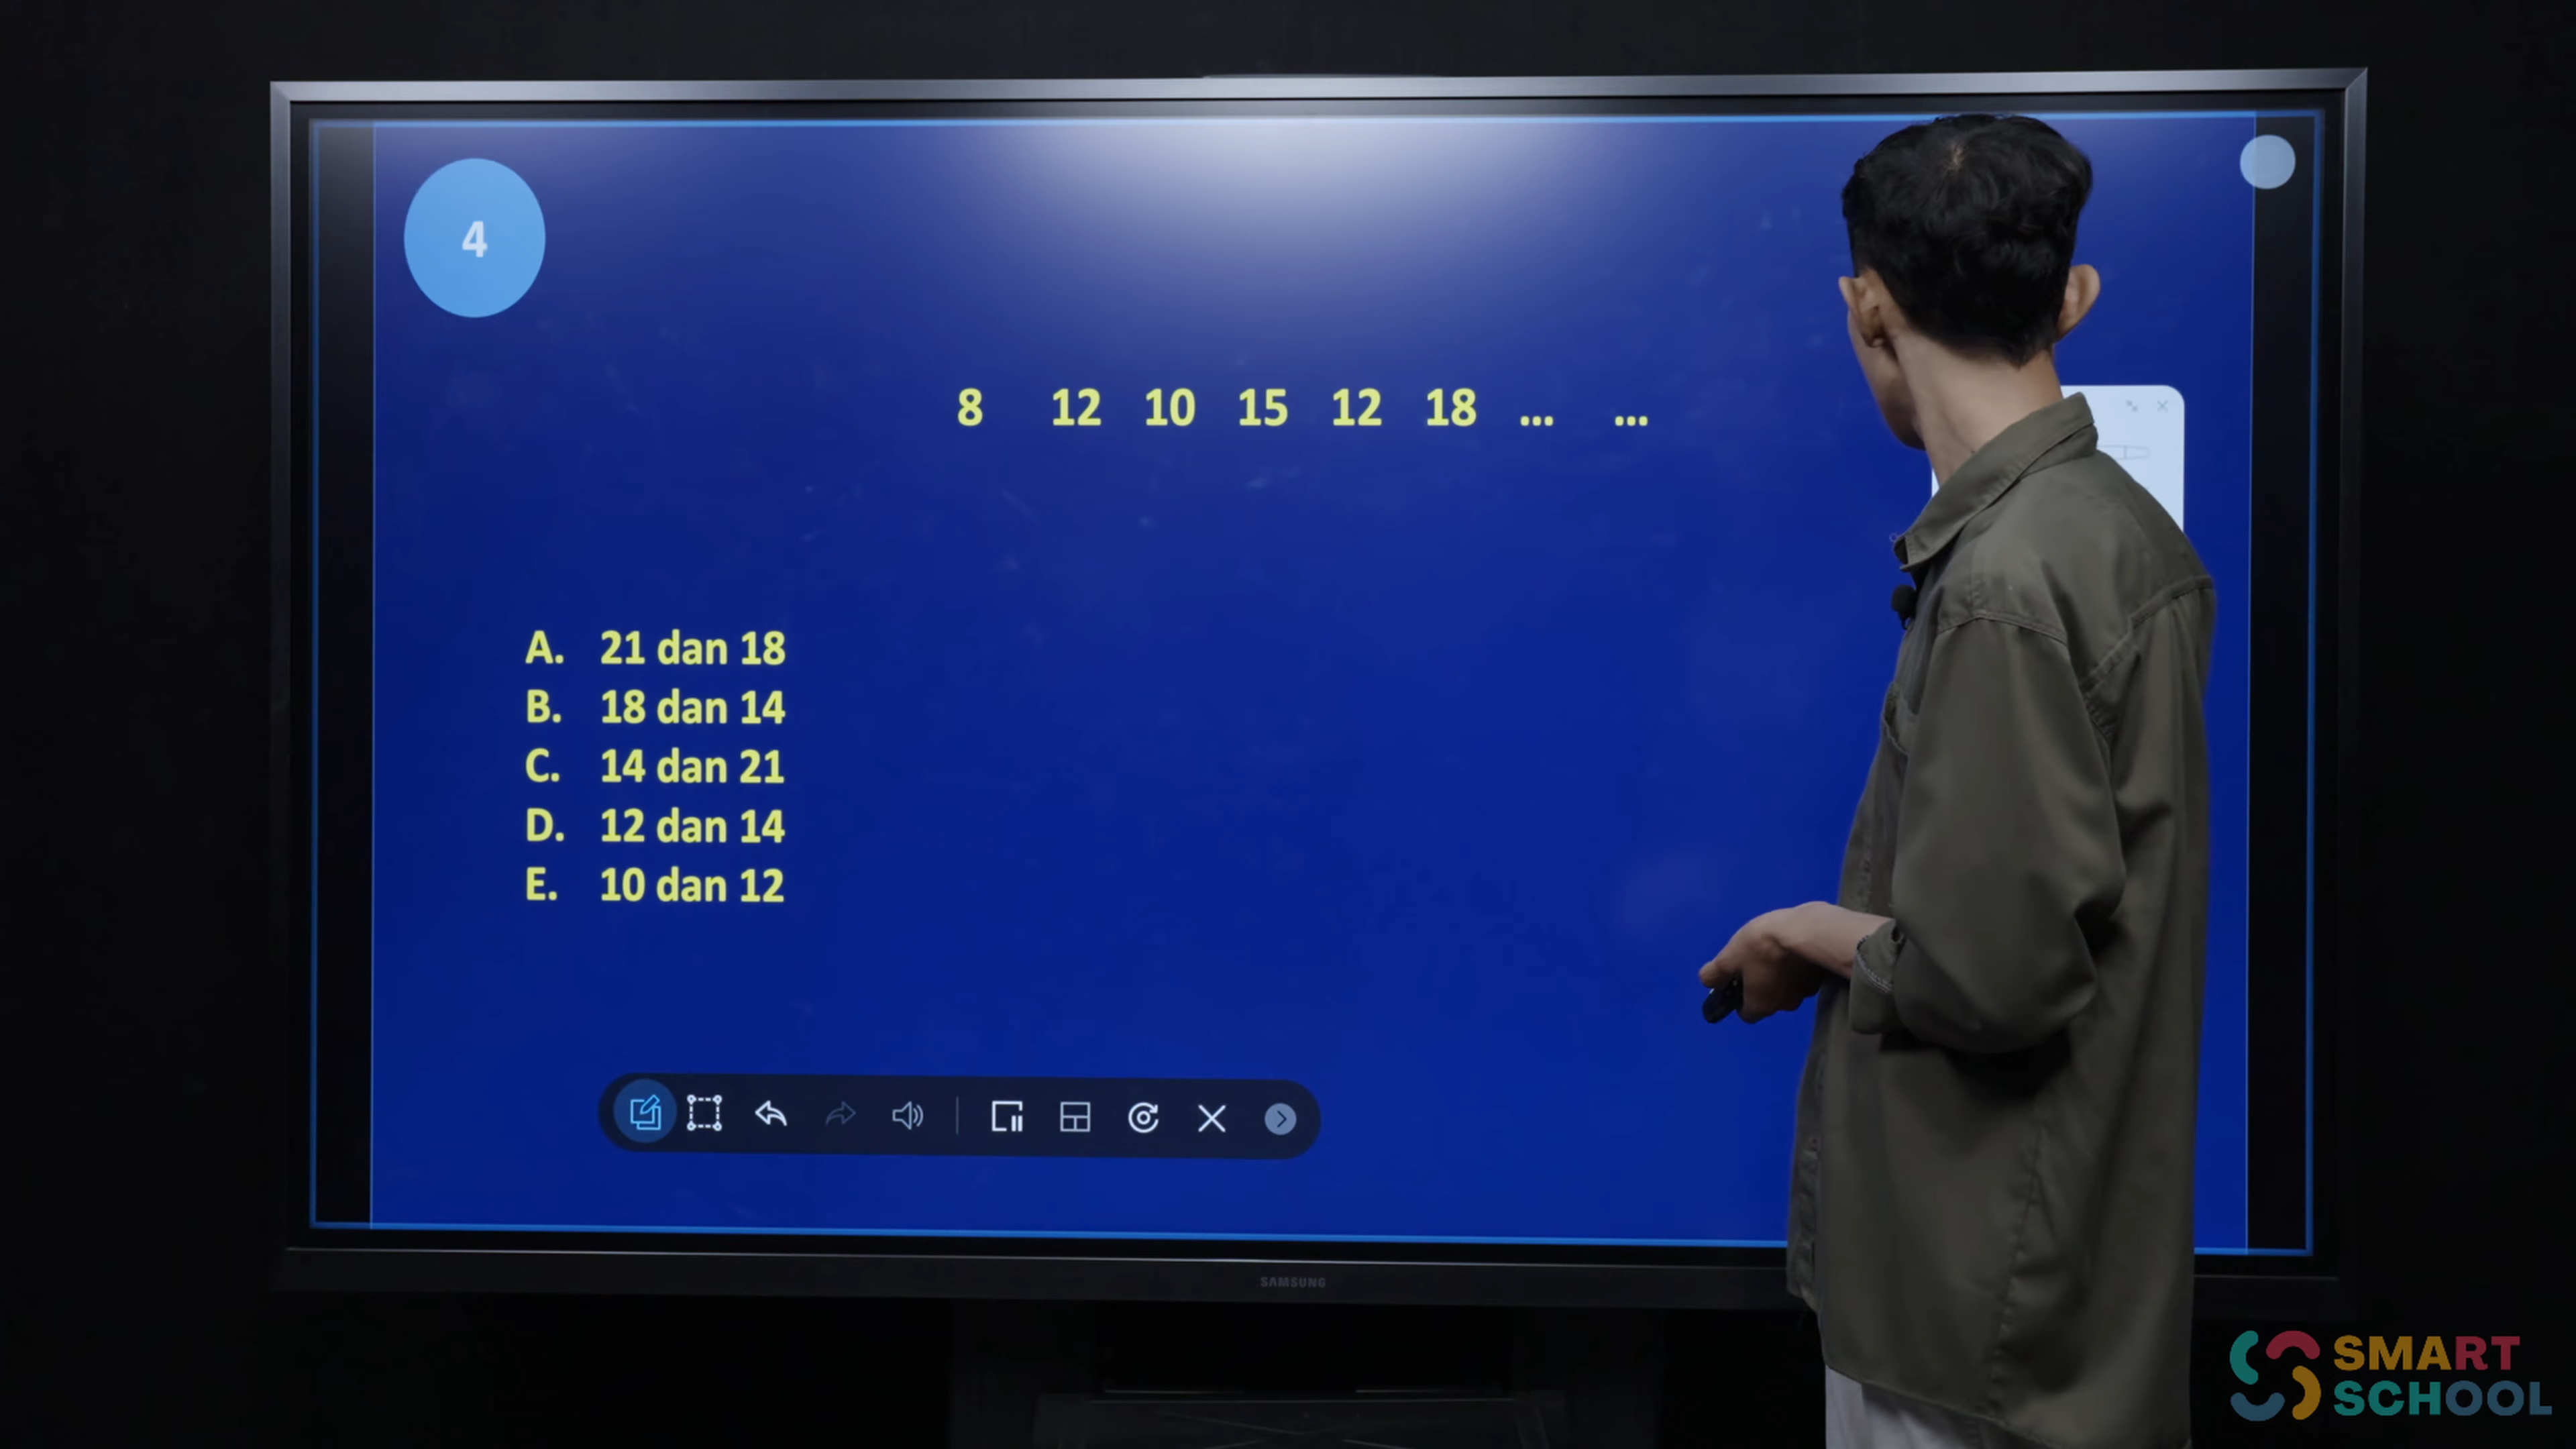 4
8 12 10 15 12 18 ... ...
A. 21 dan 18
B. 18 dan 14
C. 14 dan 21
D. 12 dan 14
E. 10 dan 12
SAMSUNG
SMART
SCHOOL